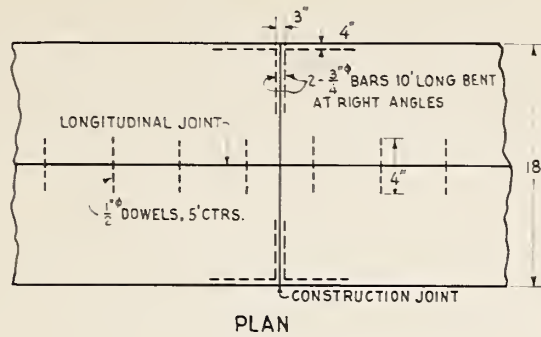 3"
4"
2-3/4"φ BARS 10' LONG BENT
AT RIGHT ANGLES
LONGITUDINAL JOINT
4"
18
1/2"φ DOWELS, 5' CTRS.
CONSTRUCTION JOINT
PLAN